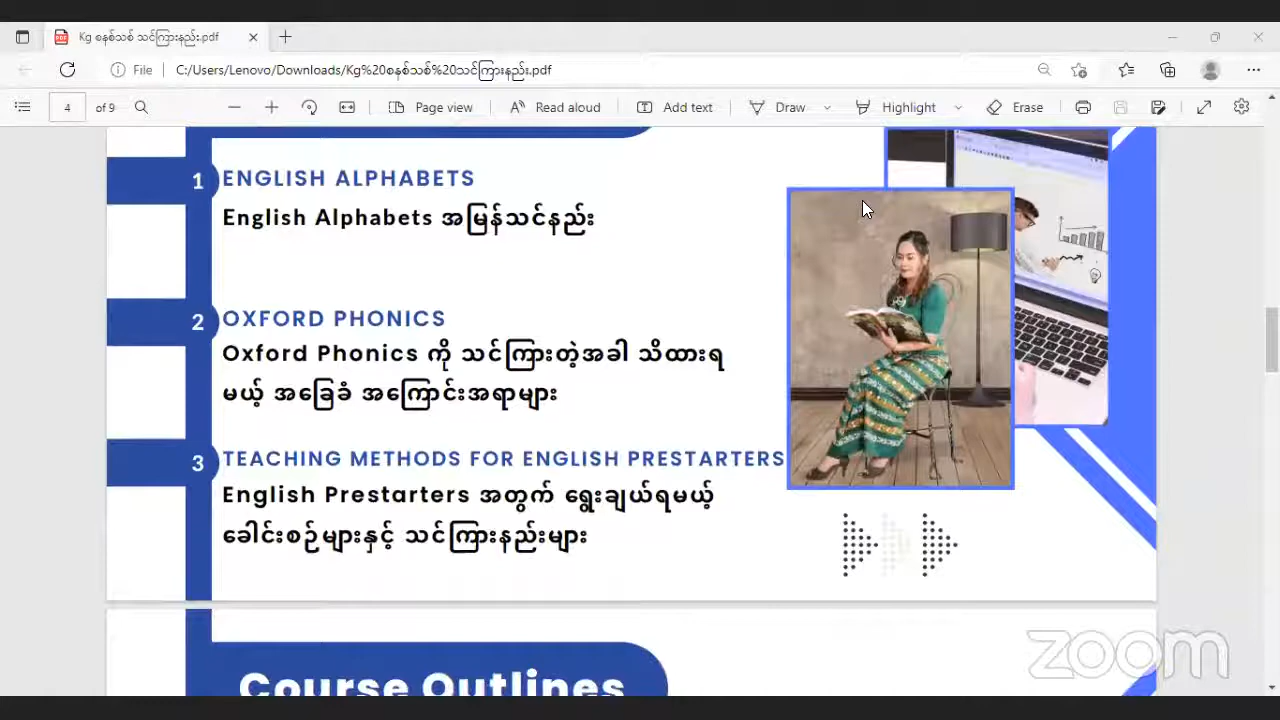 Kg စနစ်သစ် သင်ကြားနည်း.pdf
File
C:/Users/Lenovo/Downloads/Kg%20စနစ်သစ်%20သင်ကြားနည်း.pdf
4 of 9
Page view
Read aloud
Add text
Draw
Highlight
Erase
1 ENGLISH ALPHABETS
English Alphabets အမြန်သင်နည်း
2 OXFORD PHONICS
Oxford Phonics ကို သင်ကြားတဲ့အခါ သိထားရ
မယ့် အခြေခံ အကြောင်းအရာများ
3 TEACHING METHODS FOR ENGLISH PRESTARTERS
English Prestarters အတွက် ရွေးချယ်ရမယ့်
ခေါင်းစဉ်များနှင့် သင်ကြားနည်းများ
Course Outlines
zoom